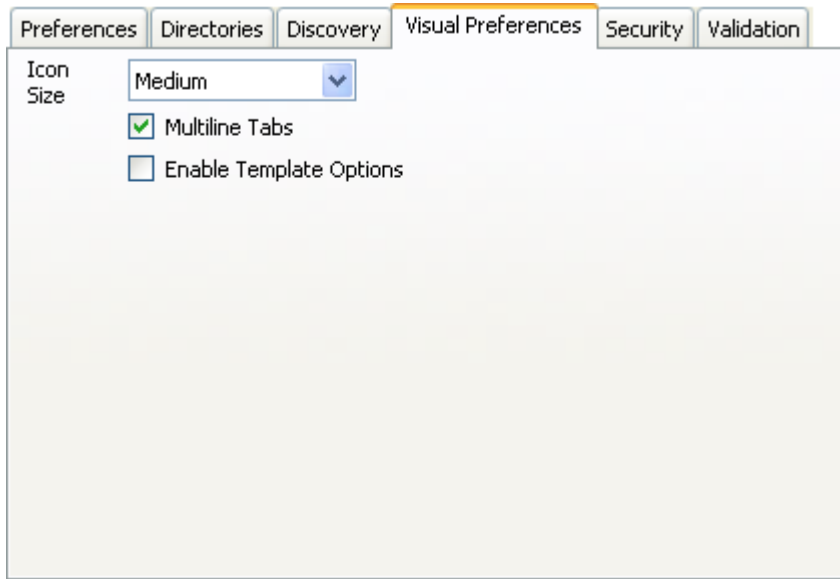 Preferences Directories Discovery Visual Preferences Security Validation
Icon
Size
Medium
Multiline Tabs
Enable Template Options